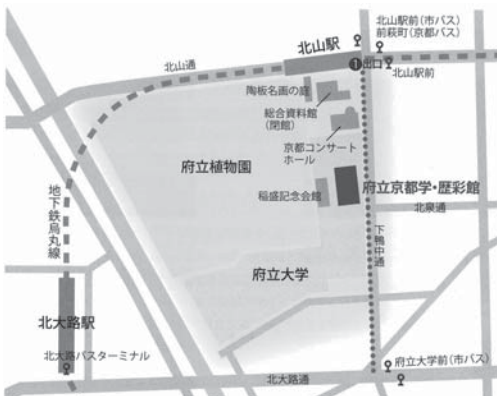 北山駅前(市バス)
前萩町(京都バス)
北山駅
北山通
1出口
北山駅前
陶板名画の庭
総合資料館
(閉館)
京都コンサート
ホール
府立植物園
稲盛記念会館
府立京都学・歴彩館
北泉通
地下鉄烏丸線
下鴨中通
府立大学
北大路駅
北大路バスターミナル
府立大学前(市バス)
北大路通